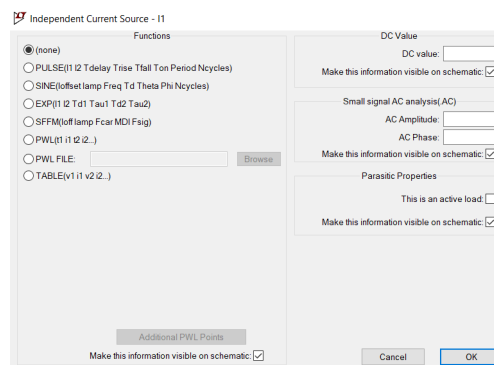 Independent Current Source - I1
Functions
(none)
PULSE(I1 I2 Tdelay Trise Tfall Ton Period Ncycles)
SINE(Ioffset Iamp Freq Td Theta Phi Ncycles)
EXP(I1 I2 Td1 Tau1 Td2 Tau2)
SFFM(Ioff Iamp Fcar MDI Fsig)
PWL(t1 i1 t2 i2...)
PWL FILE:
Browse
TABLE(v1 i1 v2 i2...)
Additional PWL Points
Make this information visible on schematic:
DC Value
DC value:
Make this information visible on schematic:
Small signal AC analysis(.AC)
AC Amplitude:
AC Phase:
Make this information visible on schematic:
Parasitic Properties
This is an active load:
Make this information visible on schematic:
Cancel
OK